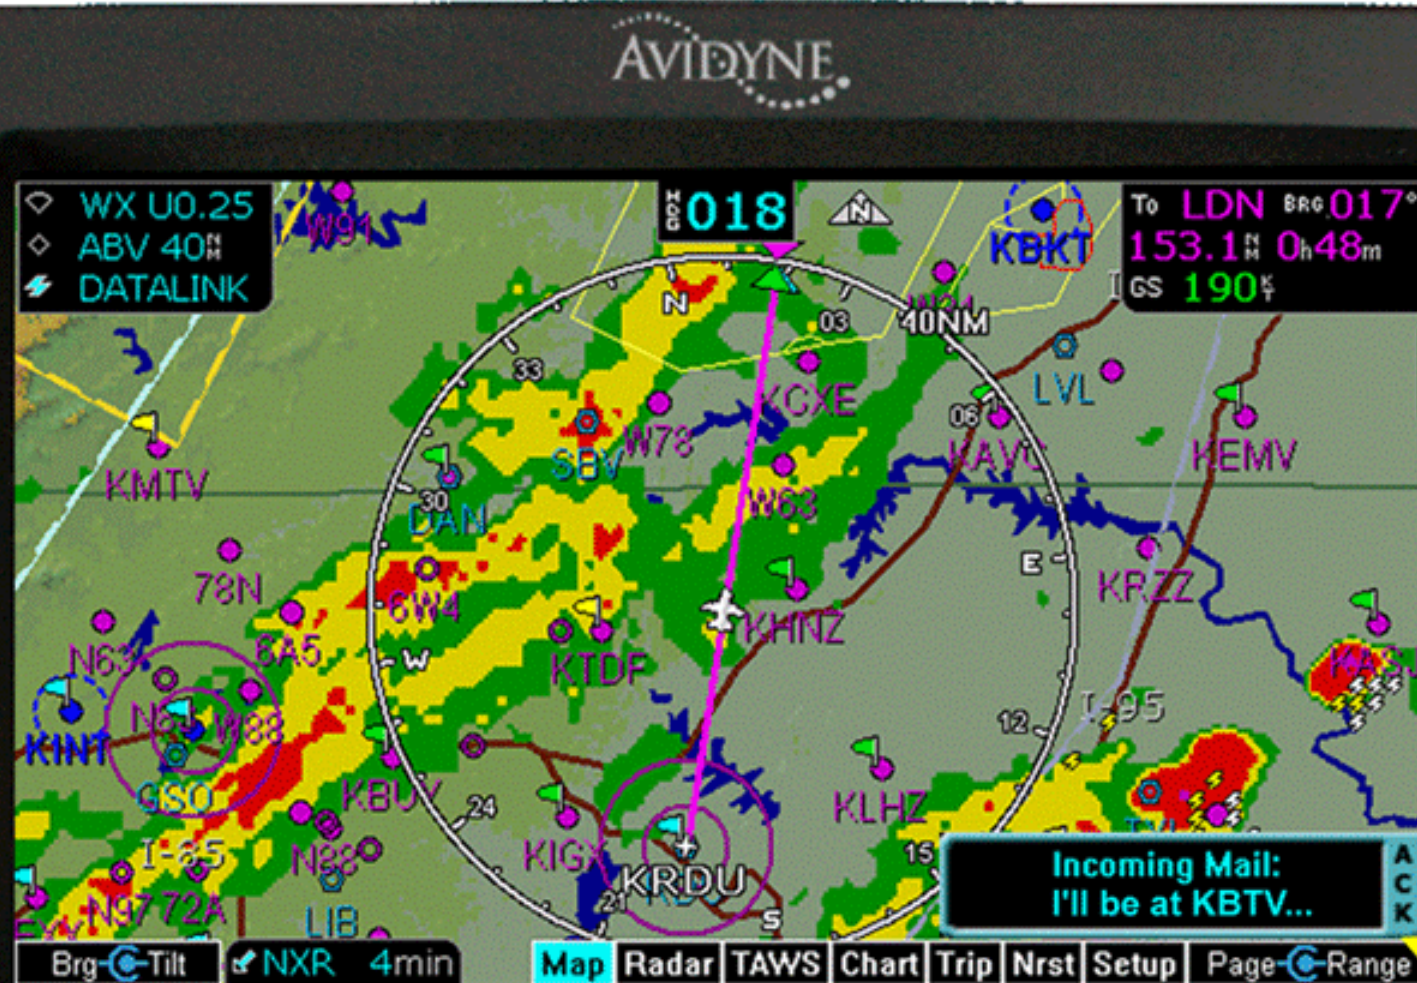 AVIDYNE
WX U0.25
ABV 40NM
DATALINK
HDG 018
N
To LDN BRG 017°
153.1NM 0h48m
GS 190KT
W91
KBKT
N
03
40NM
33
LVL
KCXE
06
W78
KAVC
KEMV
SBV
KMTV
30
DAN
W63
E
78N
6W4
KRZZ
KHNZ
6A5
N63
KTDF
W
W88
KINT
I-95
12
GSO
KBUY
KLHZ
24
I-85
N88
KIGX
15
KRDU
N97 72A
LIB
21
S
Incoming Mail:
I'll be at KBTV...
ACK
Brg Tilt
NXR 4min
Map Radar TAWS Chart Trip Nrst Setup
Page Range